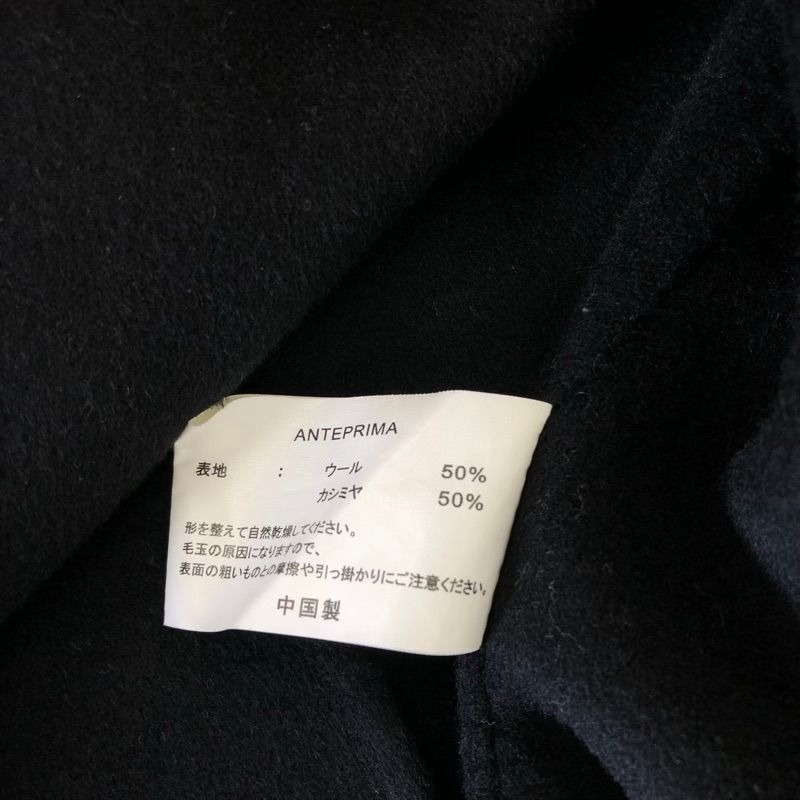 ANTEPRIMA
表地 : ウール 50%
カシミヤ 50%
形を整えて自然乾燥してください。
毛玉の原因になりますので、
表面の粗いものとの摩擦や引っ掛かりにご注意ください。
中国製